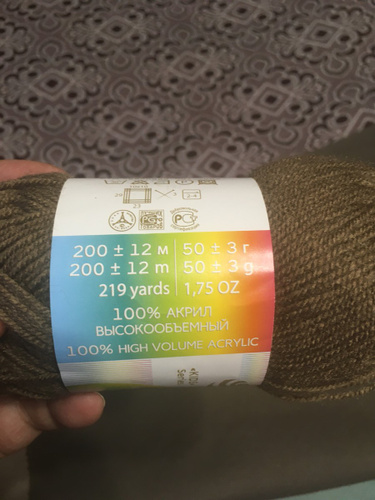 200 ± 12 м 50 ± 3 г
200 ± 12 m 50 ± 3 g
219 yards 1,75 OZ
100% АКРИЛ
ВЫСОКООБЪЕМНЫЙ
100% HIGH VOLUME ACRYLIC